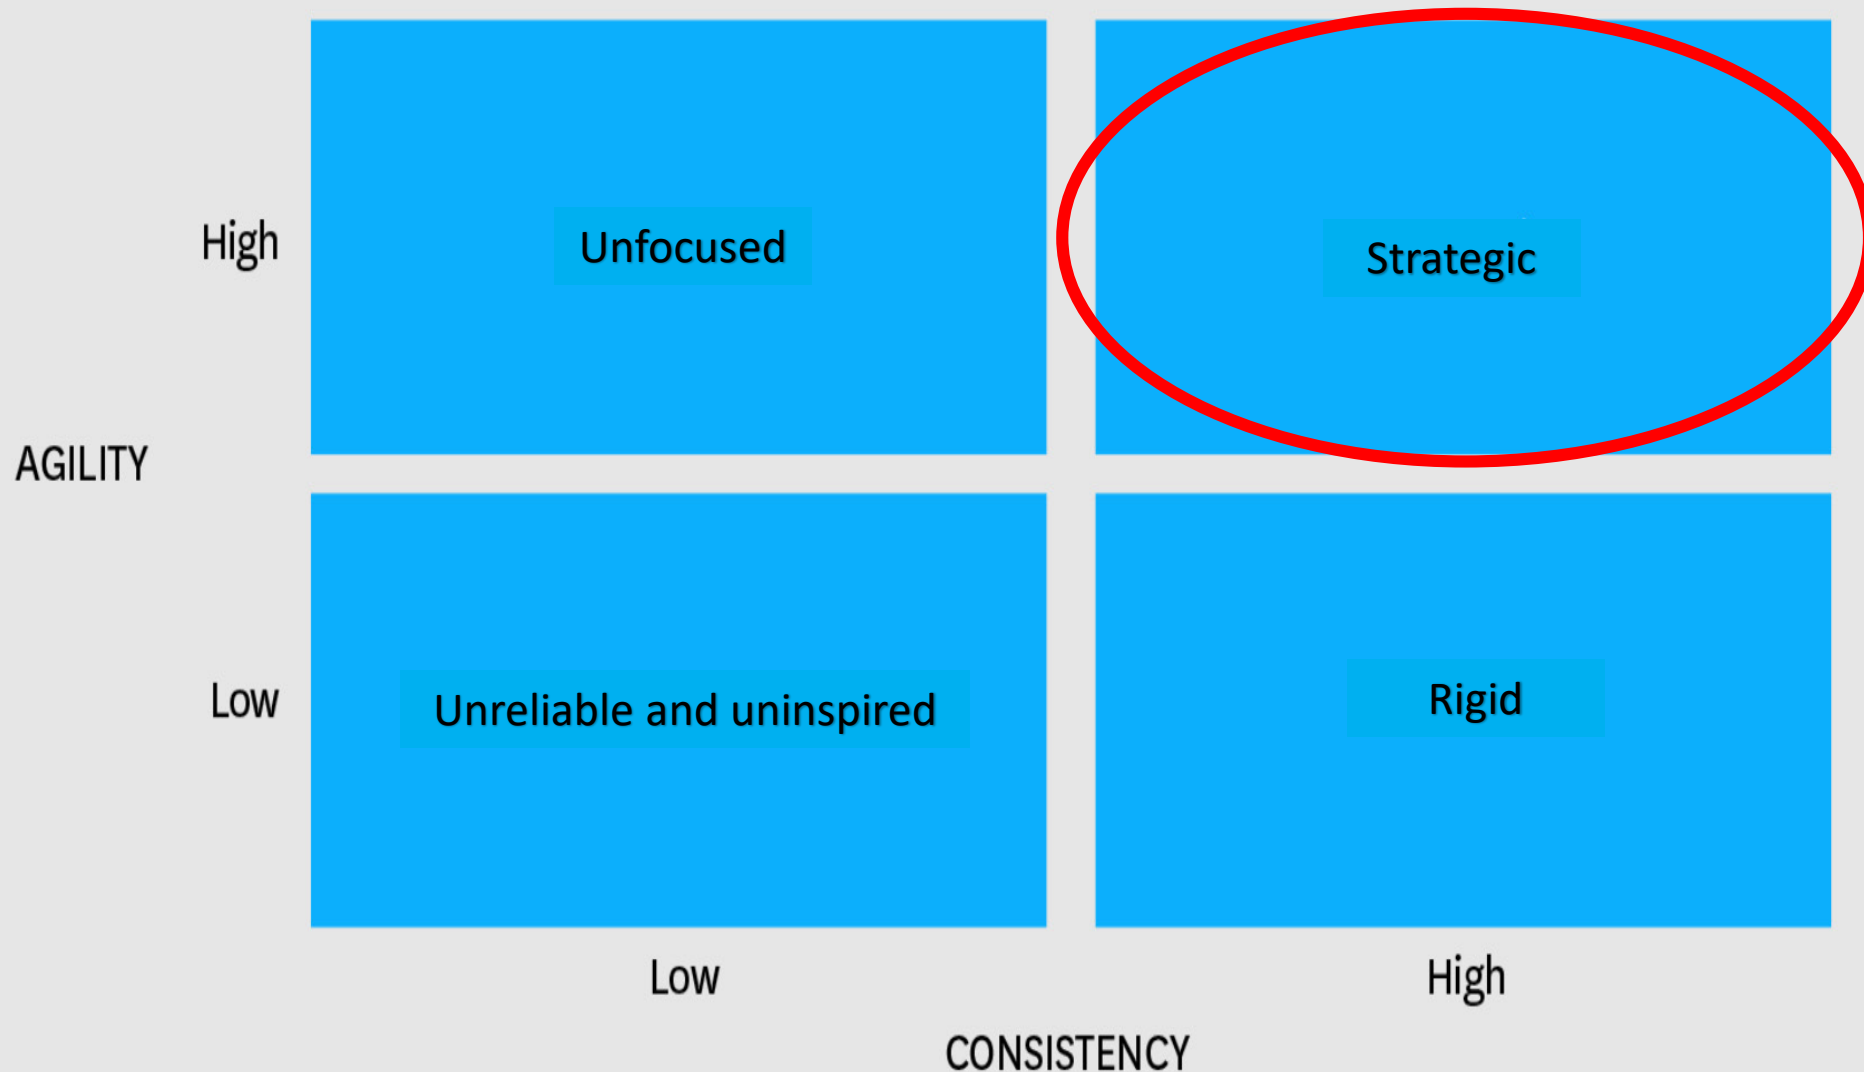 High
Unfocused
Strategic
AGILITY
Low
Unreliable and uninspired
Rigid
Low
High
CONSISTENCY